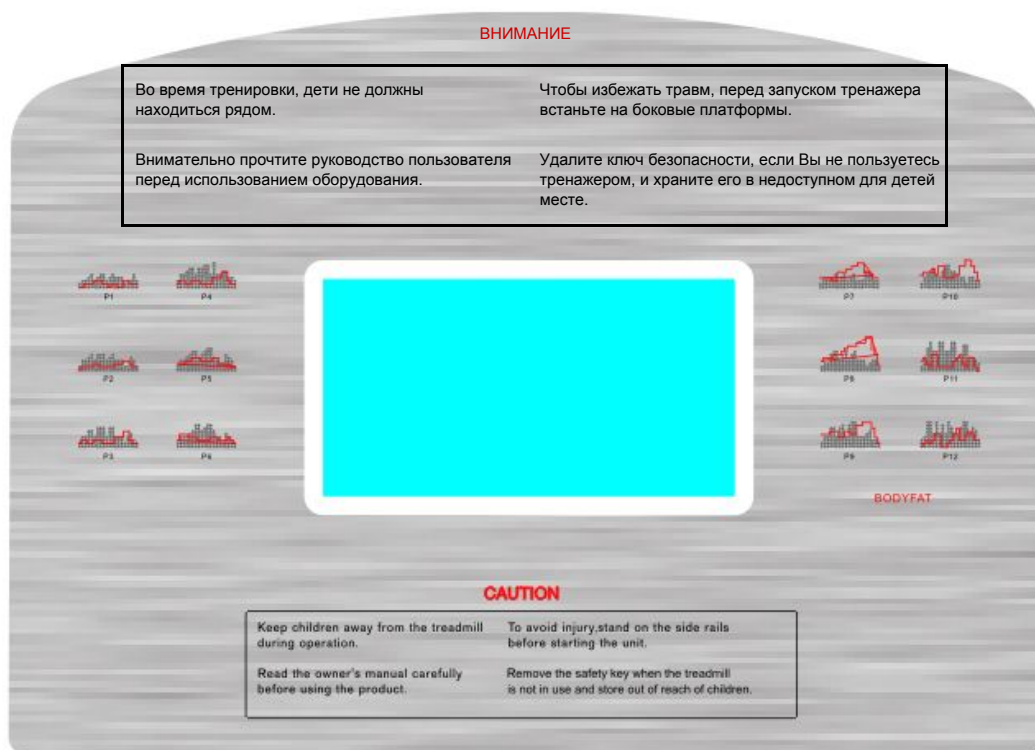 ВНИМАНИЕ
Во время тренировки, дети не должны
находиться рядом.
Чтобы избежать травм, перед запуском тренажера
встаньте на боковые платформы.
Внимательно прочтите руководство пользователя
перед использованием оборудования.
Удалите ключ безопасности, если Вы не пользуетесь
тренажером, и храните его в недоступном для детей
месте.
P1
P4
P7
P10
P2
P5
P8
P11
P3
P6
P9
P12
BODYFAT
CAUTION
Keep children away from the treadmill
during operation.
To avoid injury,stand on the side rails
before starting the unit.
Read the owner's manual carefully
before using the product.
Remove the safety key when the treadmill
is not in use and store out of reach of children.